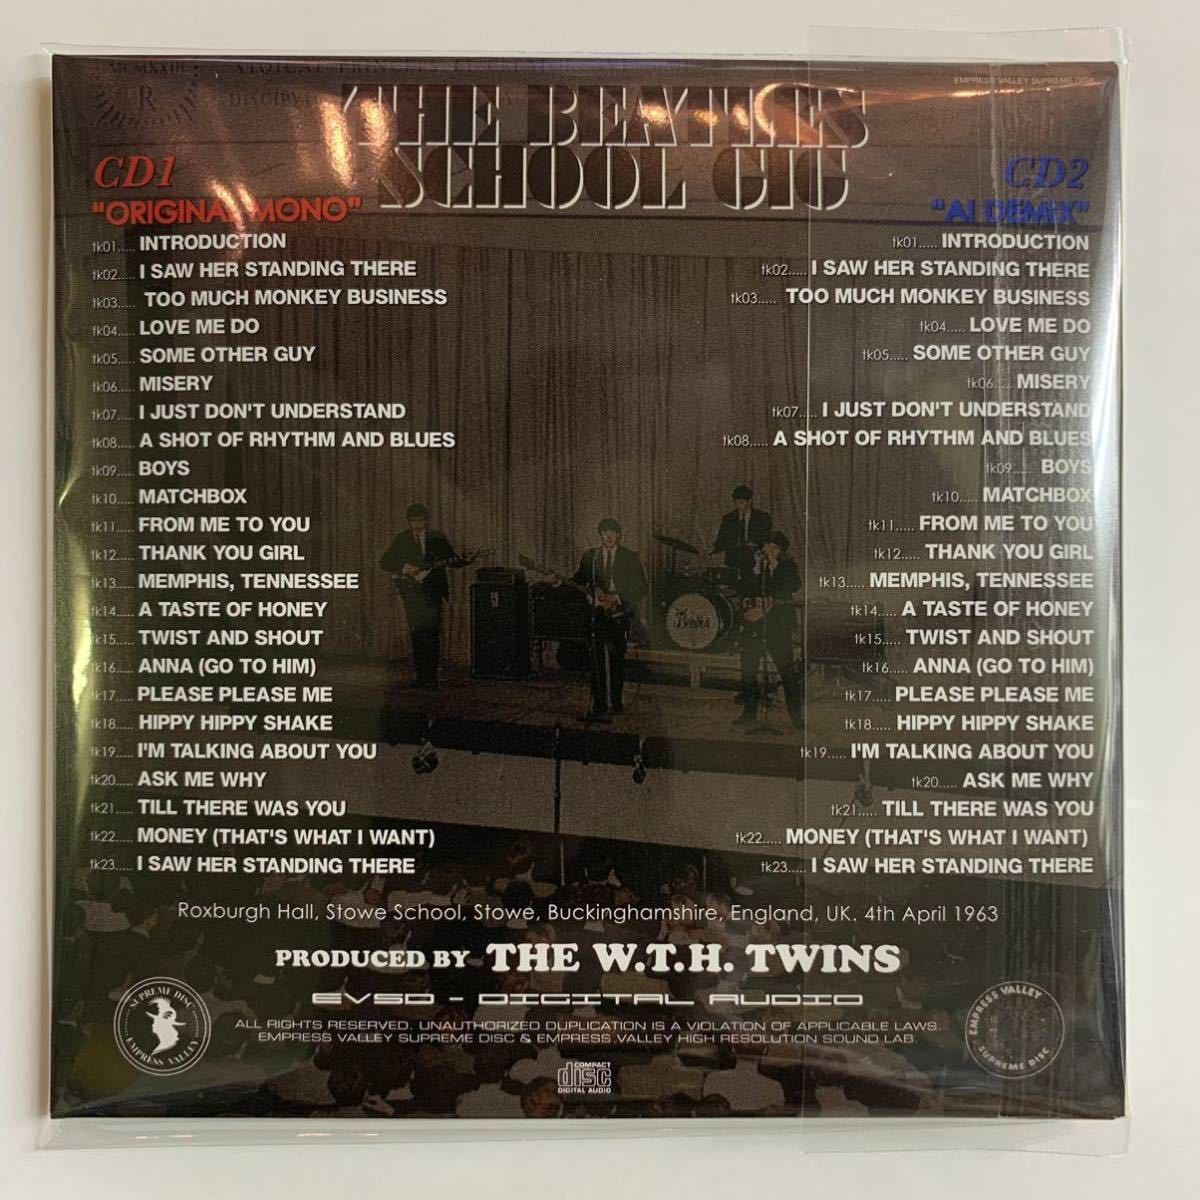 EMPRESS VALLEY SUPREME DISK
MCMXXIII
R
THE BEATLES
SCHOOL GIG
CD1
"ORIGINAL MONO"
tk01..... INTRODUCTION
tk02..... I SAW HER STANDING THERE
tk03..... TOO MUCH MONKEY BUSINESS
tk04..... LOVE ME DO
tk05..... SOME OTHER GUY
tk06..... MISERY
tk07..... I JUST DON'T UNDERSTAND
tk08..... A SHOT OF RHYTHM AND BLUES
tk09..... BOYS
tk10..... MATCHBOX
tk11..... FROM ME TO YOU
tk12..... THANK YOU GIRL
tk13..... MEMPHIS, TENNESSEE
tk14..... A TASTE OF HONEY
tk15..... TWIST AND SHOUT
tk16..... ANNA (GO TO HIM)
tk17..... PLEASE PLEASE ME
tk18..... HIPPY HIPPY SHAKE
tk19..... I'M TALKING ABOUT YOU
tk20..... ASK ME WHY
tk21..... TILL THERE WAS YOU
tk22..... MONEY (THAT'S WHAT I WANT)
tk23..... I SAW HER STANDING THERE
CD2
"AI DEMIX"
tk01..... INTRODUCTION
tk02..... I SAW HER STANDING THERE
tk03..... TOO MUCH MONKEY BUSINESS
tk04..... LOVE ME DO
tk05..... SOME OTHER GUY
tk06..... MISERY
tk07..... I JUST DON'T UNDERSTAND
tk08..... A SHOT OF RHYTHM AND BLUES
tk09..... BOYS
tk10..... MATCHBOX
tk11..... FROM ME TO YOU
tk12..... THANK YOU GIRL
tk13..... MEMPHIS, TENNESSEE
tk14..... A TASTE OF HONEY
tk15..... TWIST AND SHOUT
tk16..... ANNA (GO TO HIM)
tk17..... PLEASE PLEASE ME
tk18..... HIPPY HIPPY SHAKE
tk19..... I'M TALKING ABOUT YOU
tk20..... ASK ME WHY
tk21..... TILL THERE WAS YOU
tk22..... MONEY (THAT'S WHAT I WANT)
tk23..... I SAW HER STANDING THERE
Beatles
Roxburgh Hall, Stowe School, Stowe, Buckinghamshire, England, UK. 4th April 1963
PRODUCED BY THE W.T.H. TWINS
EVSD - DIGITAL AUDIO
SUPREME DISC
EMPRESS VALLEY
ALL RIGHTS RESERVED. UNAUTHORIZED DUPLICATION IS A VIOLATION OF APPLICABLE LAWS.
EMPRESS VALLEY SUPREME DISC & EMPRESS VALLEY HIGH RESOLUTION SOUND LAB
EMPRESS VALLEY
SUPREME DISC
COMPACT
disc
DIGITAL AUDIO